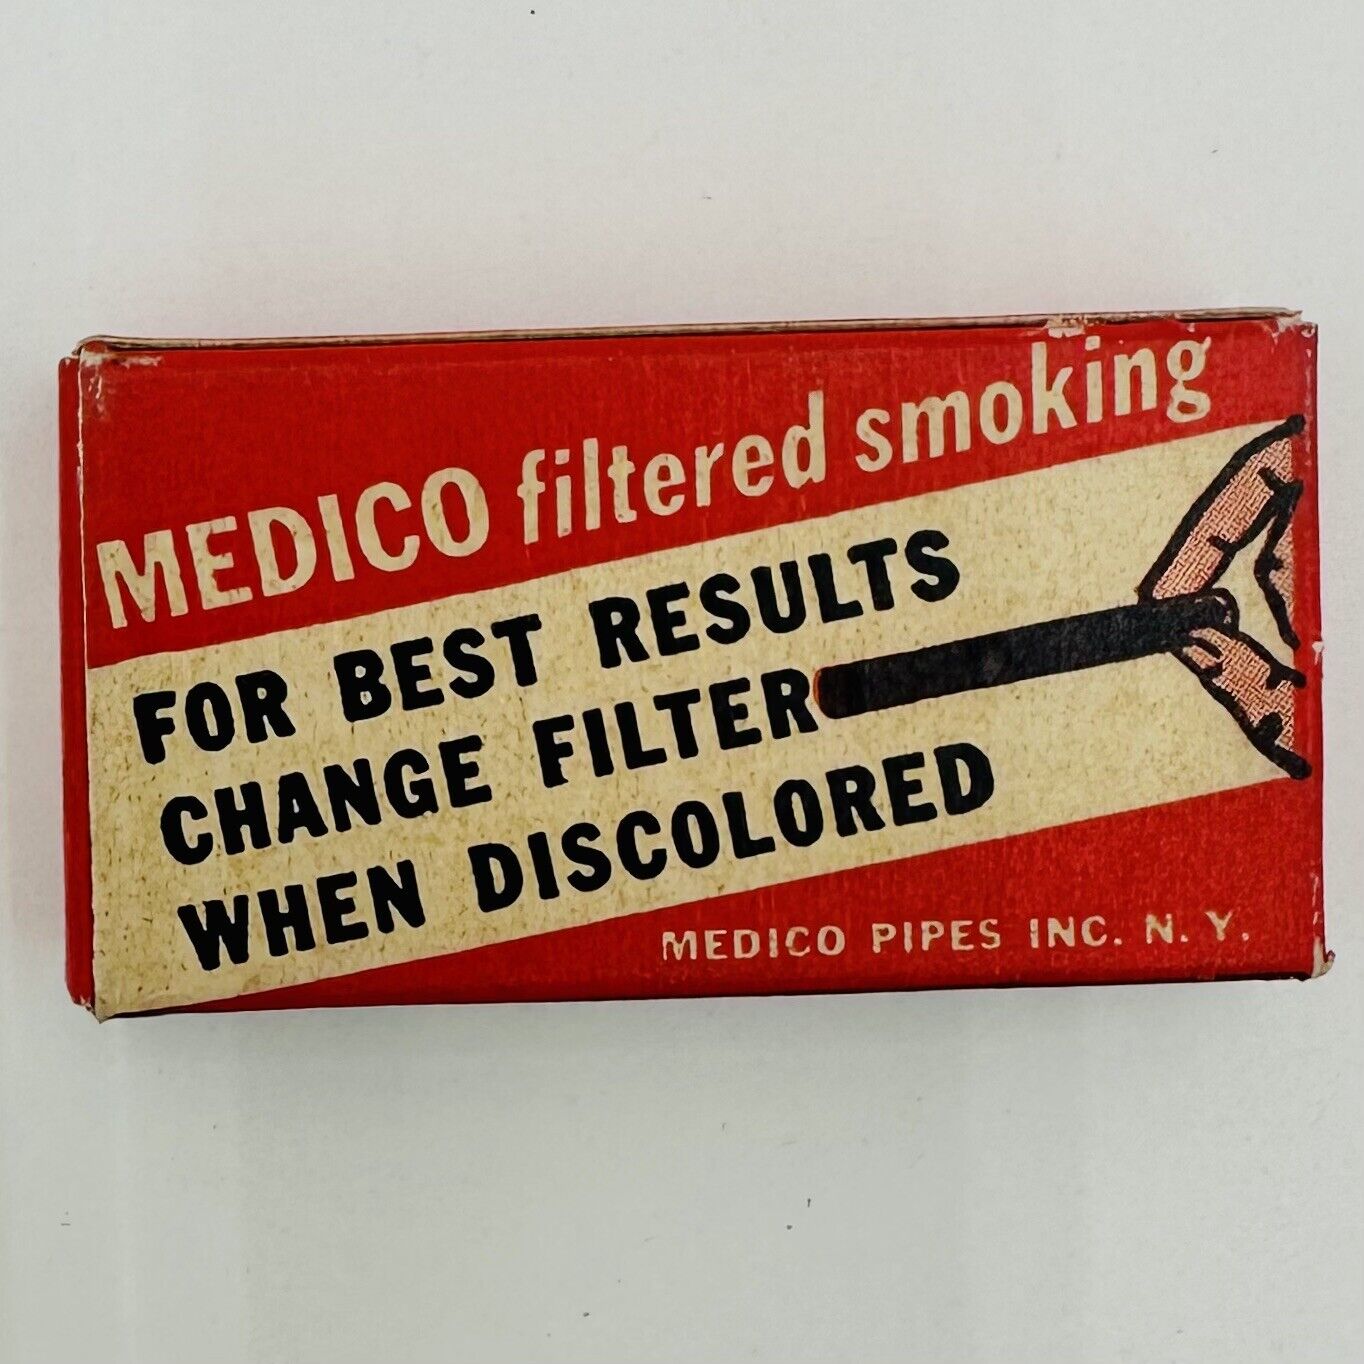 MEDICO filtered smoking
FOR BEST RESULTS
CHANGE FILTER
WHEN DISCOLORED
MEDICO PIPES INC. N. Y.